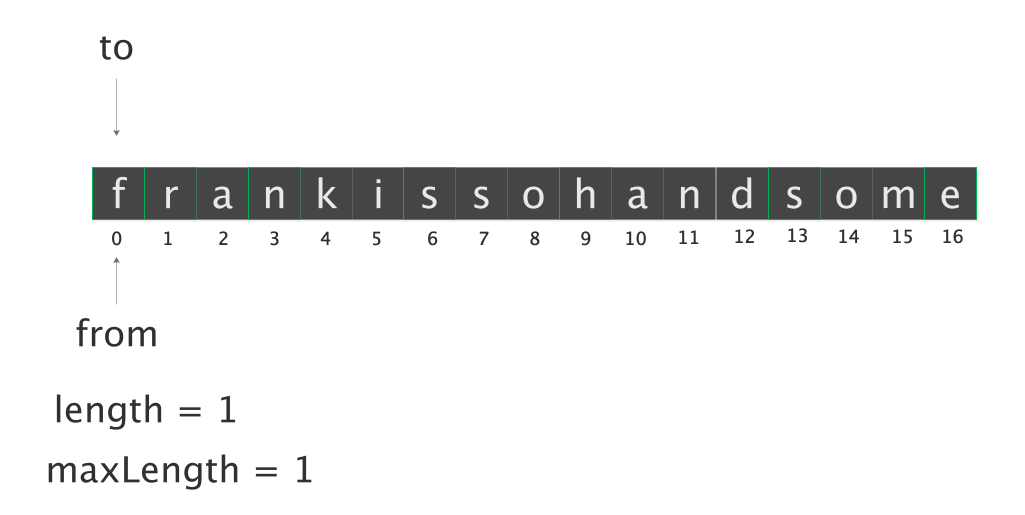 to
f r a n k i s s o h a n d s o m e
0 1 2 3 4 5 6 7 8 9 10 11 12 13 14 15 16
from
length = 1
maxLength = 1